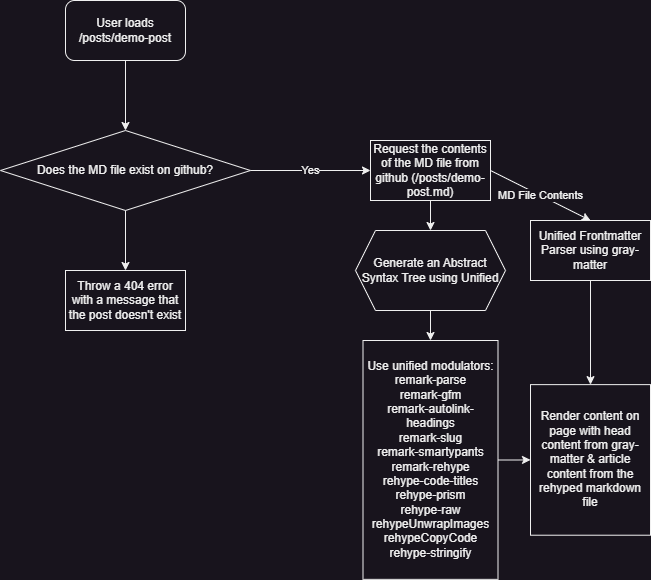 User loads
/posts/demo-post
Does the MD file exist on github?
Yes
Request the contents
of the MD file from
github (/posts/demo-
post.md)
MD File Contents
Throw a 404 error
with a message that
the post doesn't exist
Generate an Abstract
Syntax Tree using Unified
Unified Frontmatter
Parser using gray-
matter
Use unified modulators:
remark-parse
remark-gfm
remark-autolink-
headings
remark-slug
remark-smartypants
remark-rehype
rehype-code-titles
rehype-prism
rehype-raw
rehypeUnwrapImages
rehypeCopyCode
rehype-stringify
Render content on
page with head
content from gray-
matter & article
content from the
rehyped markdown
file